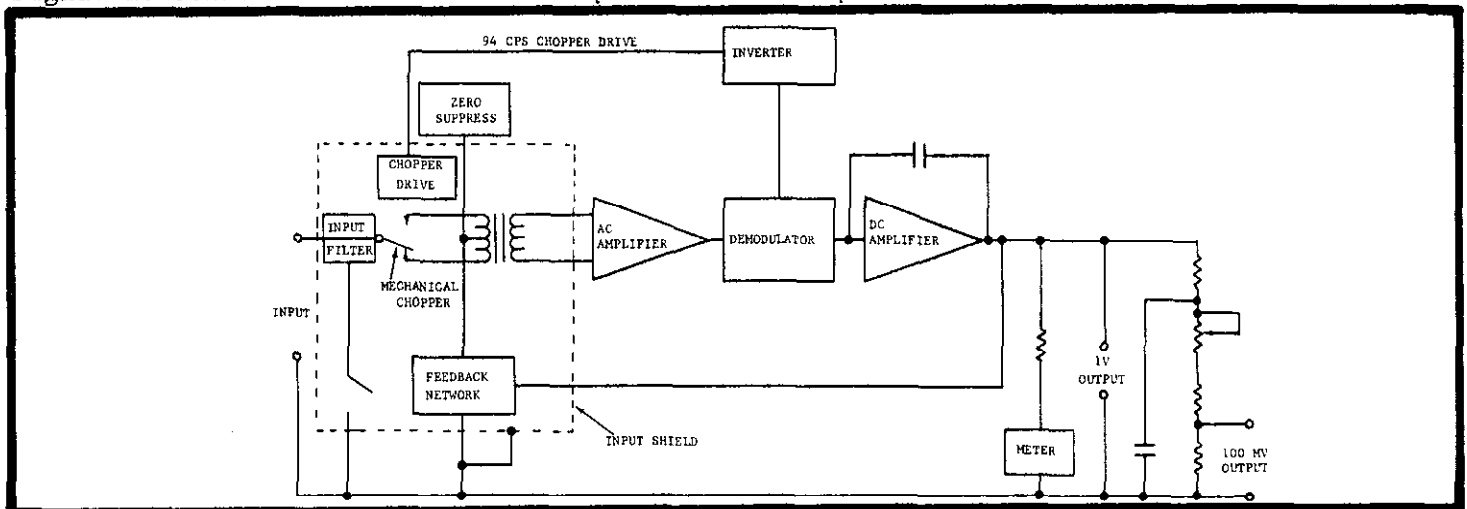 94 CPS CHOPPER DRIVE
INVERTER
ZERO
SUPPRESS
CHOPPER
DRIVE
INPUT
FILTER
MECHANICAL
CHOPPER
AC
AMPLIFIER
DEMODULATOR
DC
AMPLIFIER
INPUT
FEEDBACK
NETWORK
INPUT SHIELD
METER
1V
OUTPUT
100 MV
OUTPUT